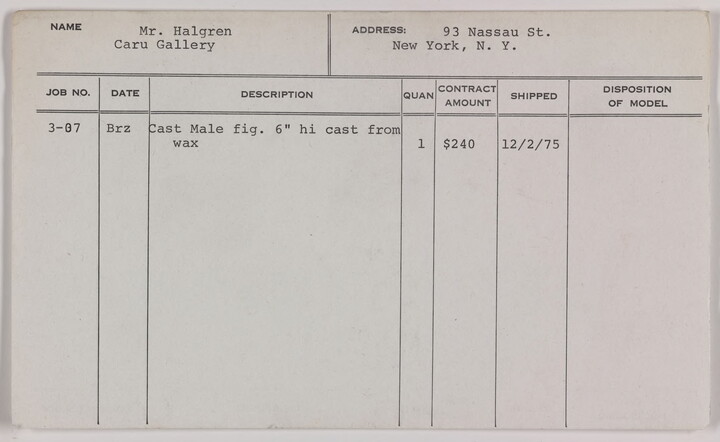 NAME Mr. Halgren ADDRESS: 93 Nassau St.
Caru Gallery New York, N. Y.
JOB NO. DATE DESCRIPTION QUAN CONTRACT AMOUNT SHIPPED DISPOSITION OF MODEL
3-07 Brz Cast Male fig. 6" hi cast from
wax 1 $240 12/2/75